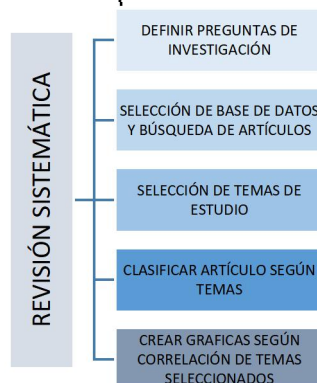 REVISIÓN SISTEMÁTICA
DEFINIR PREGUNTAS DE
INVESTIGACIÓN
SELECCIÓN DE BASE DE DATOS
Y BÚSQUEDA DE ARTÍCULOS
SELECCIÓN DE TEMAS DE
ESTUDIO
CLASIFICAR ARTÍCULO SEGÚN
TEMAS
CREAR GRAFICAS SEGÚN
CORRELACIÓN DE TEMAS
SELECCIONADOS